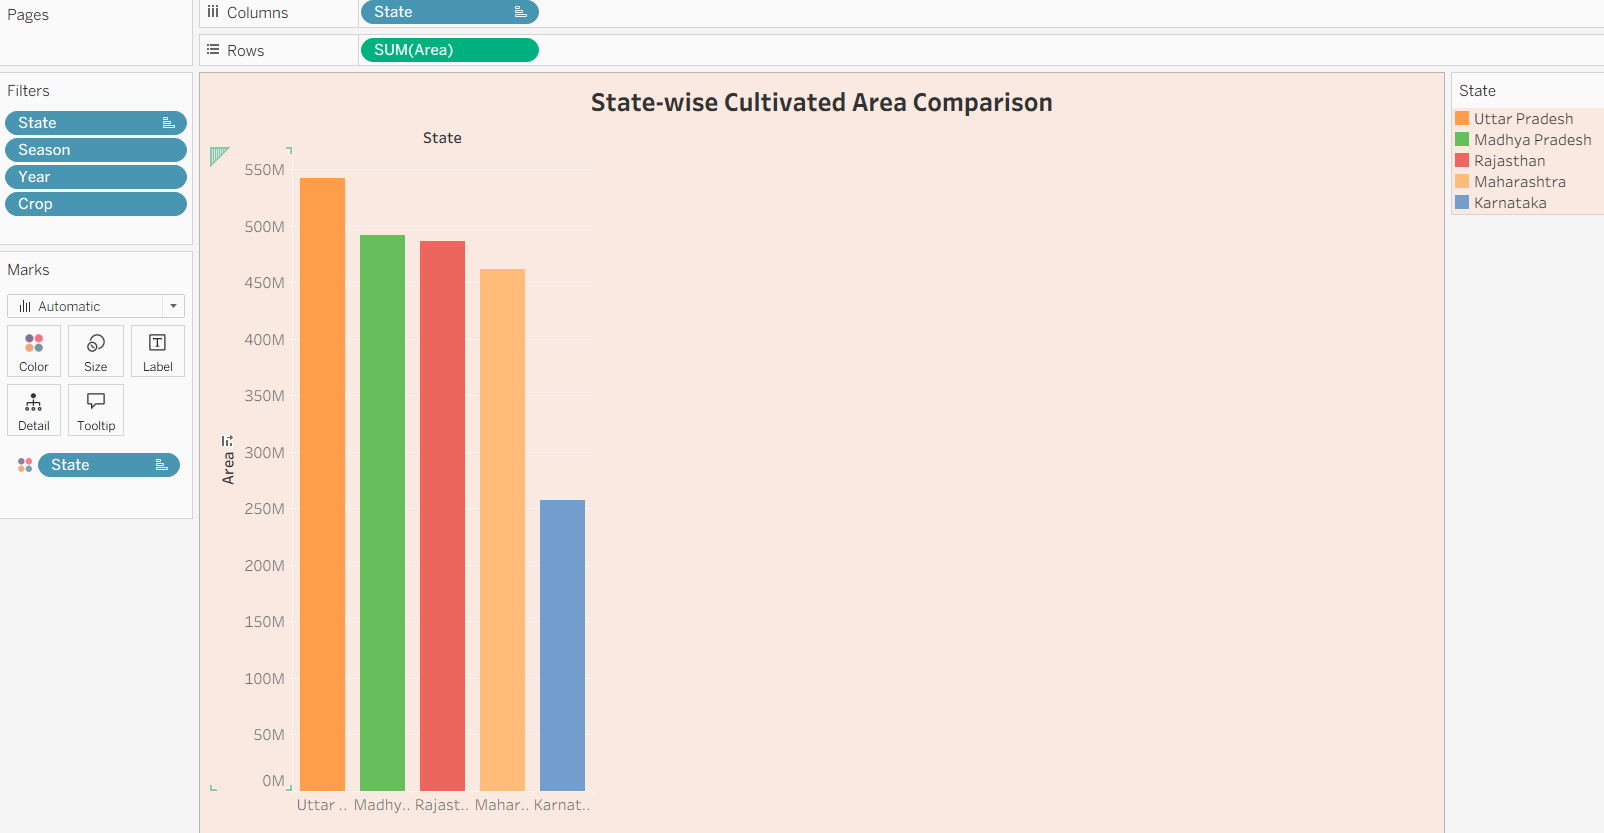 Pages
Columns
State
Rows
SUM(Area)
Filters
State
Season
Year
Crop
Marks
Automatic
Color
Size
Label
Detail
Tooltip
State
State-wise Cultivated Area Comparison
State
550M
500M
450M
400M
350M
300M
250M
200M
150M
100M
50M
0M
Area
Uttar .. Madhy.. Rajast.. Mahar.. Karnat..
State
Uttar Pradesh
Madhya Pradesh
Rajasthan
Maharashtra
Karnataka